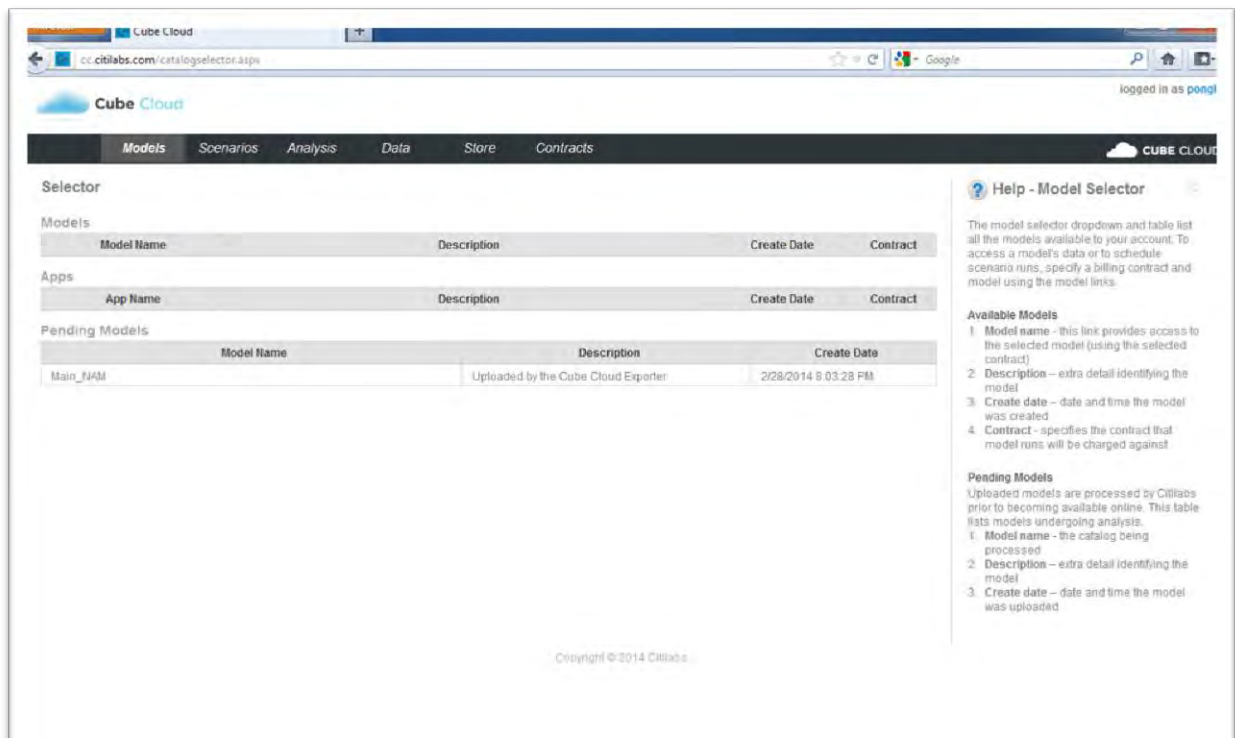 Cube Cloud
cc.citilabs.com/catalogselector.aspx
Google
logged in as pongl
Cube Cloud
Models Scenarios Analysis Data Store Contracts
CUBE CLOUD
Selector
Models
Model Name Description Create Date Contract
Apps
App Name Description Create Date Contract
Pending Models
Model Name Description Create Date
Main_NAM Uploaded by the Cube Cloud Exporter 2/28/2014 8:03:28 PM
Help - Model Selector
The model selector dropdown and table list
all the models available to your account. To
access a model's data or to schedule
scenario runs, specify a billing contract and
model using the model links.
Available Models
1. Model name - this link provides access to
the selected model (using the selected
contract)
2. Description – extra detail identifying the
model
3. Create date – date and time the model
was created
4. Contract - specifies the contract that
model runs will be charged against
Pending Models
Uploaded models are processed by Citilabs
prior to becoming available online. This table
lists models undergoing analysis.
1. Model name - the catalog being
processed
2. Description – extra detail identifying the
model
3. Create date – date and time the model
was uploaded
Copyright © 2014 Citilabs